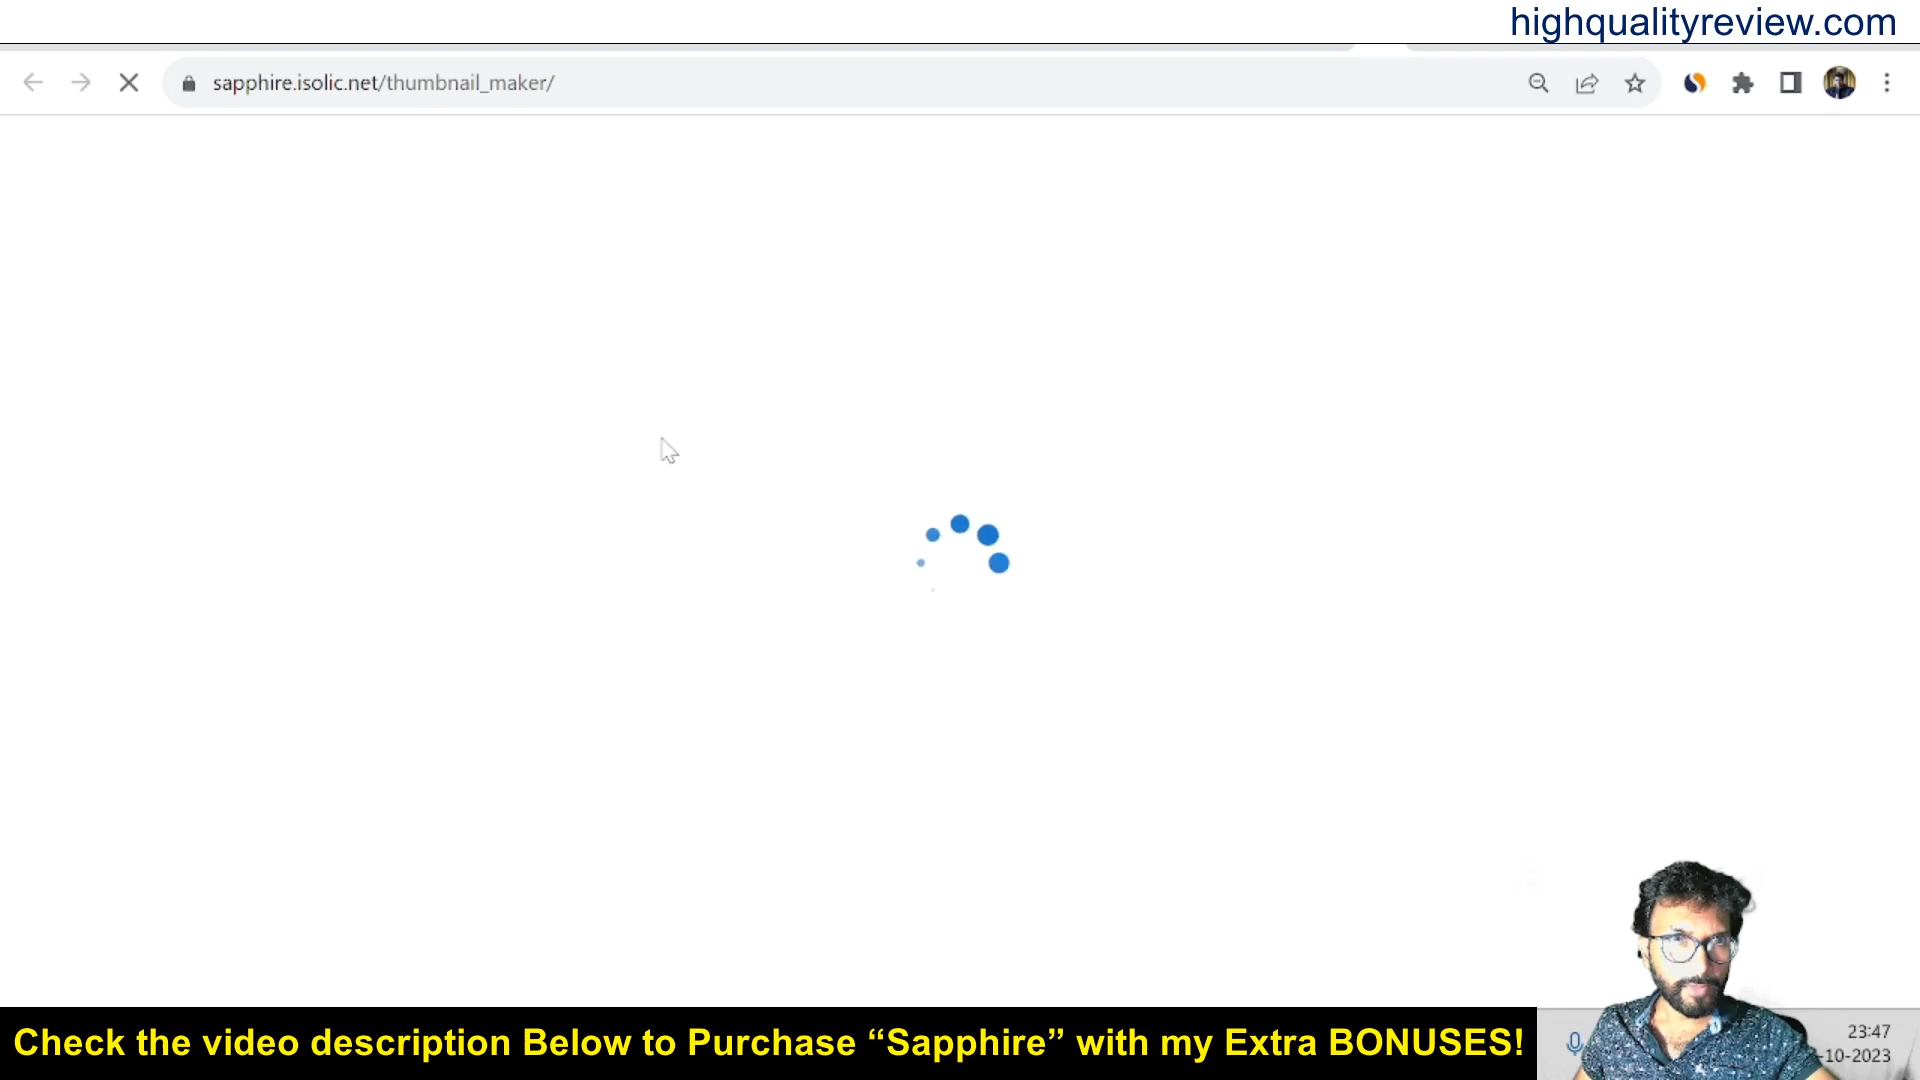 highqualityreview.com
sapphire.isolic.net/thumbnail_maker/
Check the video description Below to Purchase “Sapphire” with my Extra BONUSES!
23:47
-10-2023